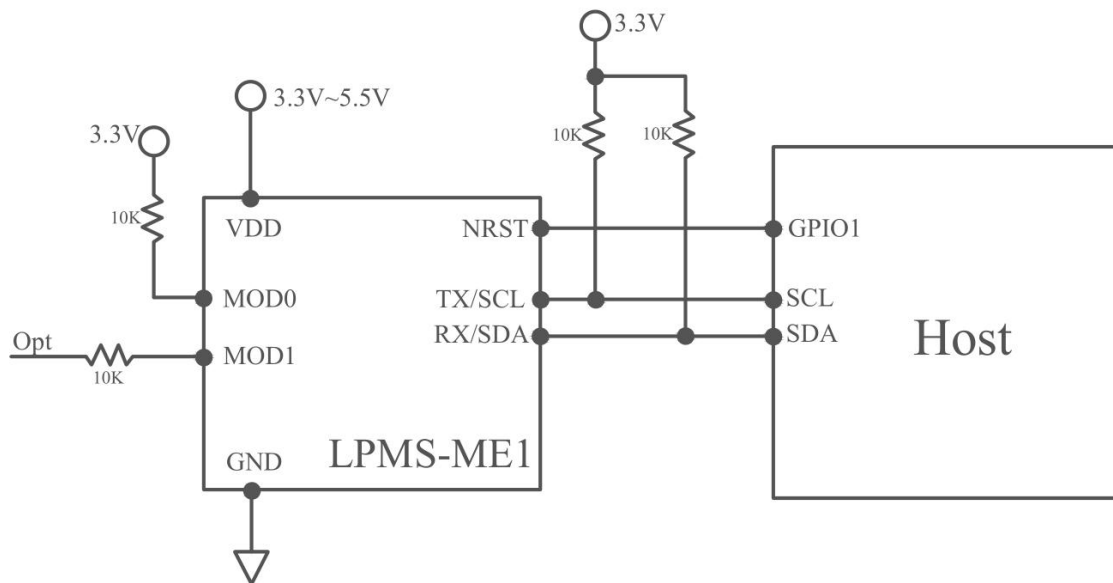 3.3V
3.3V~5.5V
3.3V
10K
10K
10K
VDD
NRST
GPIO1
MOD0
TX/SCL
SCL
RX/SDA
SDA
Opt
MOD1
10K
Host
GND
LPMS-ME1